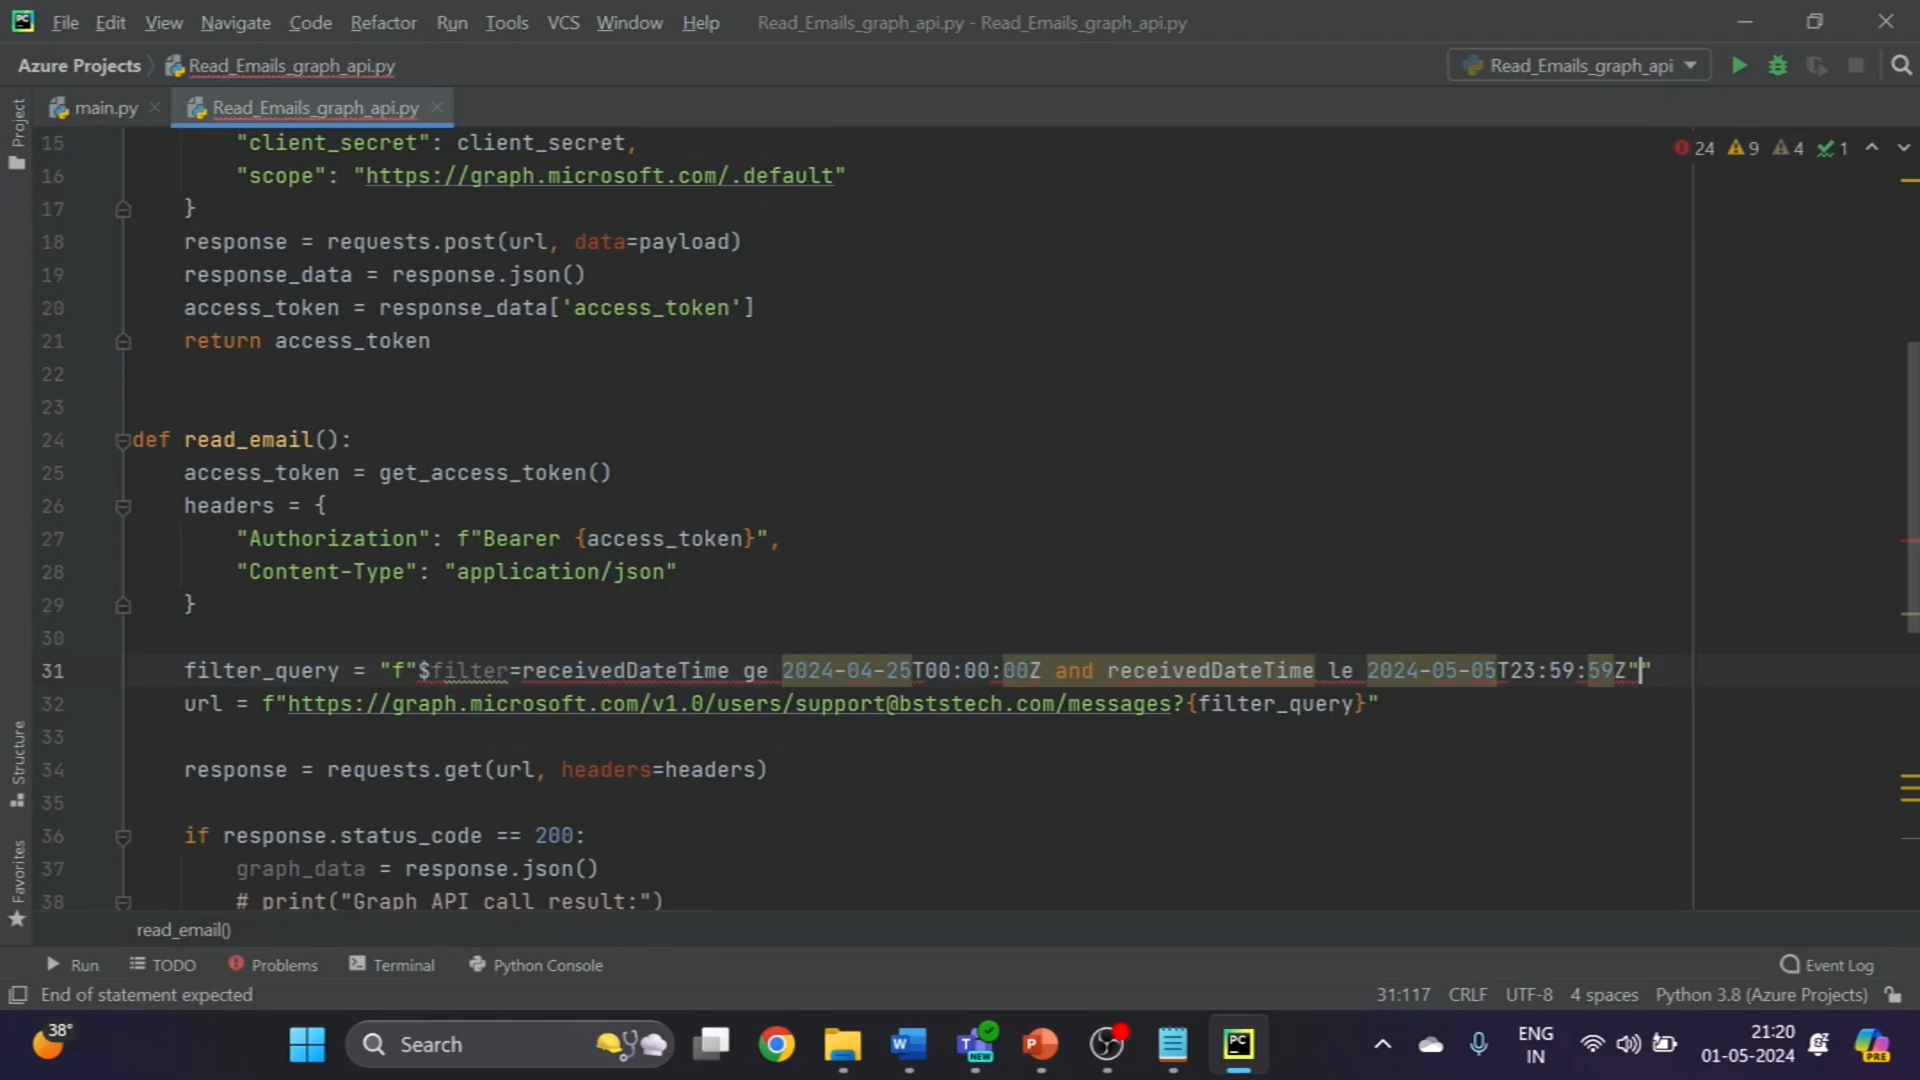 File Edit View Navigate Code Refactor Run Tools VCS Window Help Read_Emails_graph_api.py - Read_Emails_graph_api.py
Azure Projects Read_Emails_graph_api.py Read_Emails_graph_api
main.py Read_Emails_graph_api.py
Project
24 9 4 1
15 "client_secret": client_secret,
16 "scope": "https://graph.microsoft.com/.default"
17 }
18 response = requests.post(url, data=payload)
19 response_data = response.json()
20 access_token = response_data['access_token']
21 return access_token
22
23
24 def read_email():
25 access_token = get_access_token()
26 headers = {
27 "Authorization": f"Bearer {access_token}",
28 "Content-Type": "application/json"
29 }
30
31 filter_query = "f"$filter=receivedDateTime ge 2024-04-25T00:00:00Z and receivedDateTime le 2024-05-05T23:59:59Z""
32 url = f"https://graph.microsoft.com/v1.0/users/support@bststech.com/messages?{filter_query}"
33
34 response = requests.get(url, headers=headers)
35
36 if response.status_code == 200:
37 graph_data = response.json()
38 # print("Graph API call result:")
Structure
Favorites
read_email()
Run TODO Problems Terminal Python Console Event Log
End of statement expected 31:117 CRLF UTF-8 4 spaces Python 3.8 (Azure Projects)
38° Search NEW ENG IN 21:20 01-05-2024 PRE